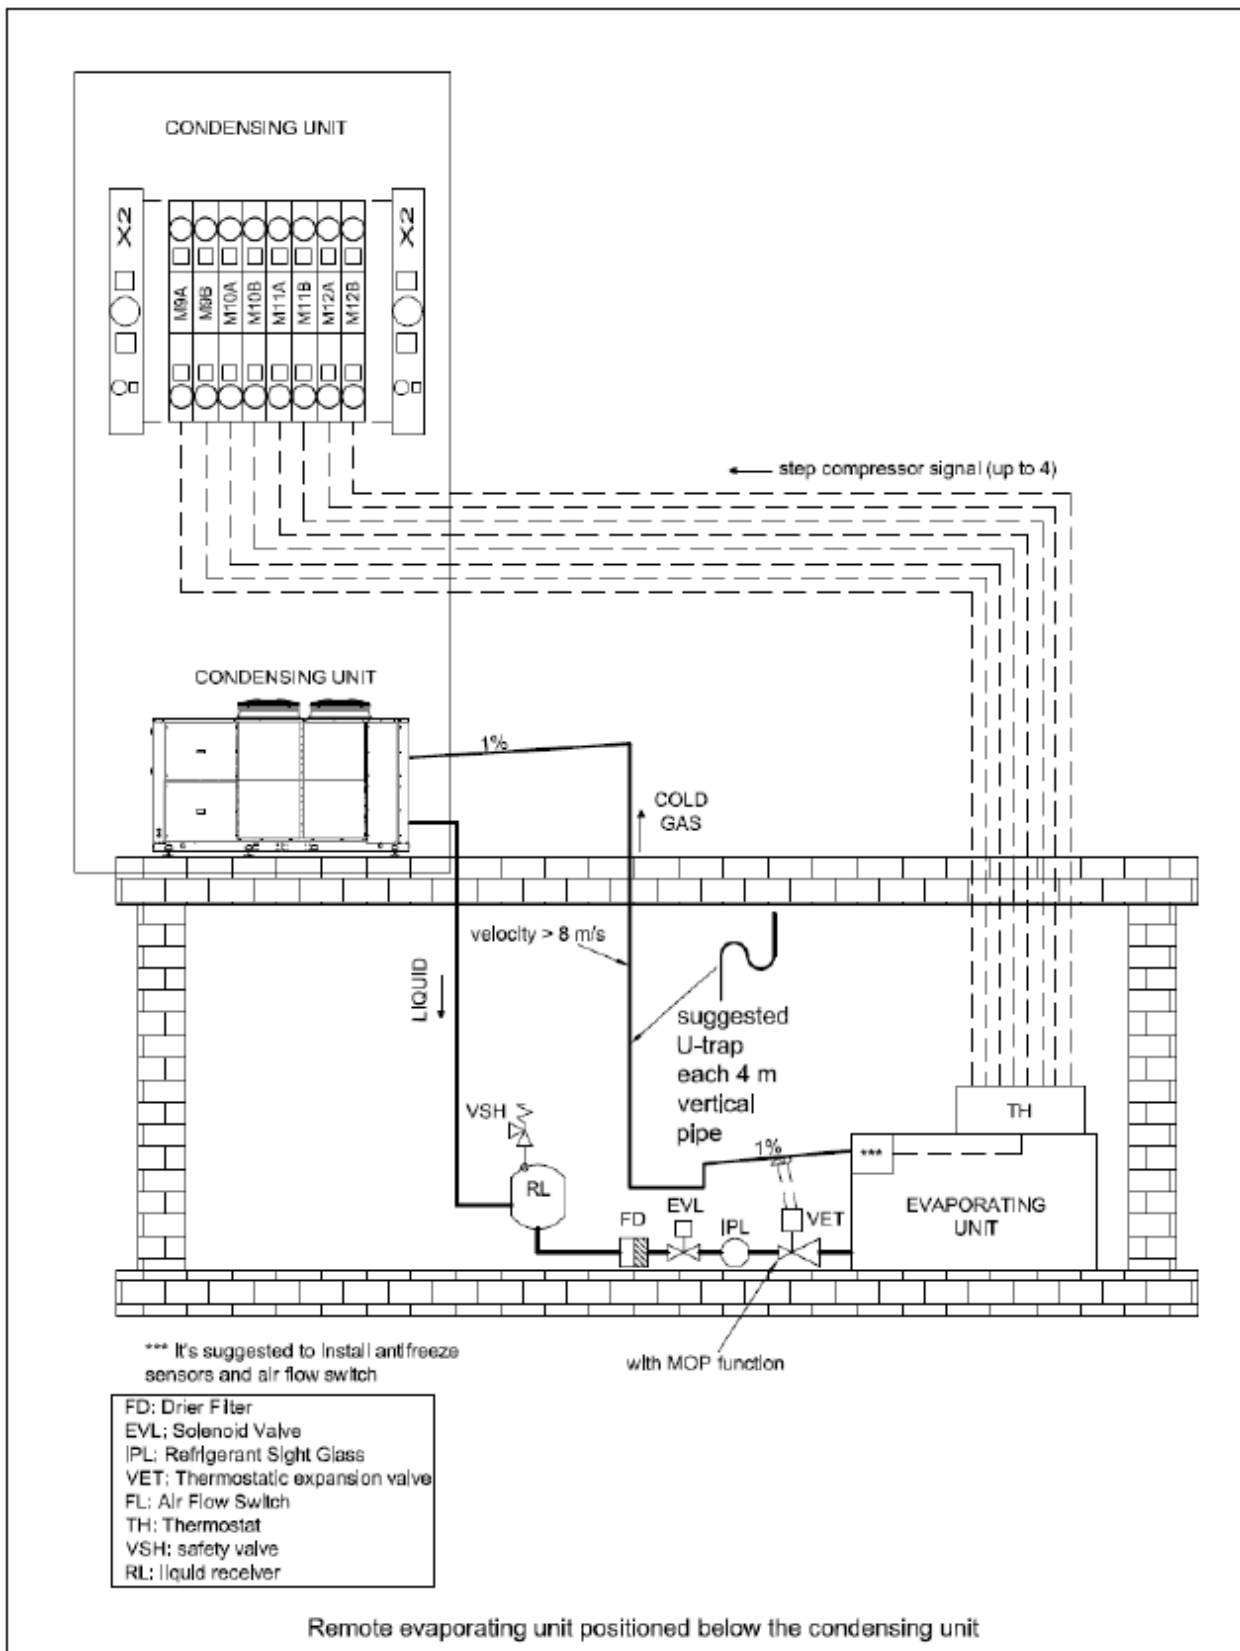 CONDENSING UNIT
X2
X2
M9A
M9B
M10A
M10B
M11A
M11B
M12A
M12B
step compressor signal (up to 4)
CONDENSING UNIT
1%
COLD
GAS
velocity > 8 m/s
LIQUID
suggested
U-trap
each 4 m
vertical
pipe
VSH
TH
1%
***
RL
EVL
FD
IPL
VET
EVAPORATING
UNIT
*** It's suggested to install antifreeze
sensors and air flow switch
with MOP function
FD: Drier Filter
EVL: Solenoid Valve
IPL: Refrigerant Sight Glass
VET: Thermostatic expansion valve
FL: Air Flow Switch
TH: Thermostat
VSH: safety valve
RL: liquid receiver
Remote evaporating unit positioned below the condensing unit